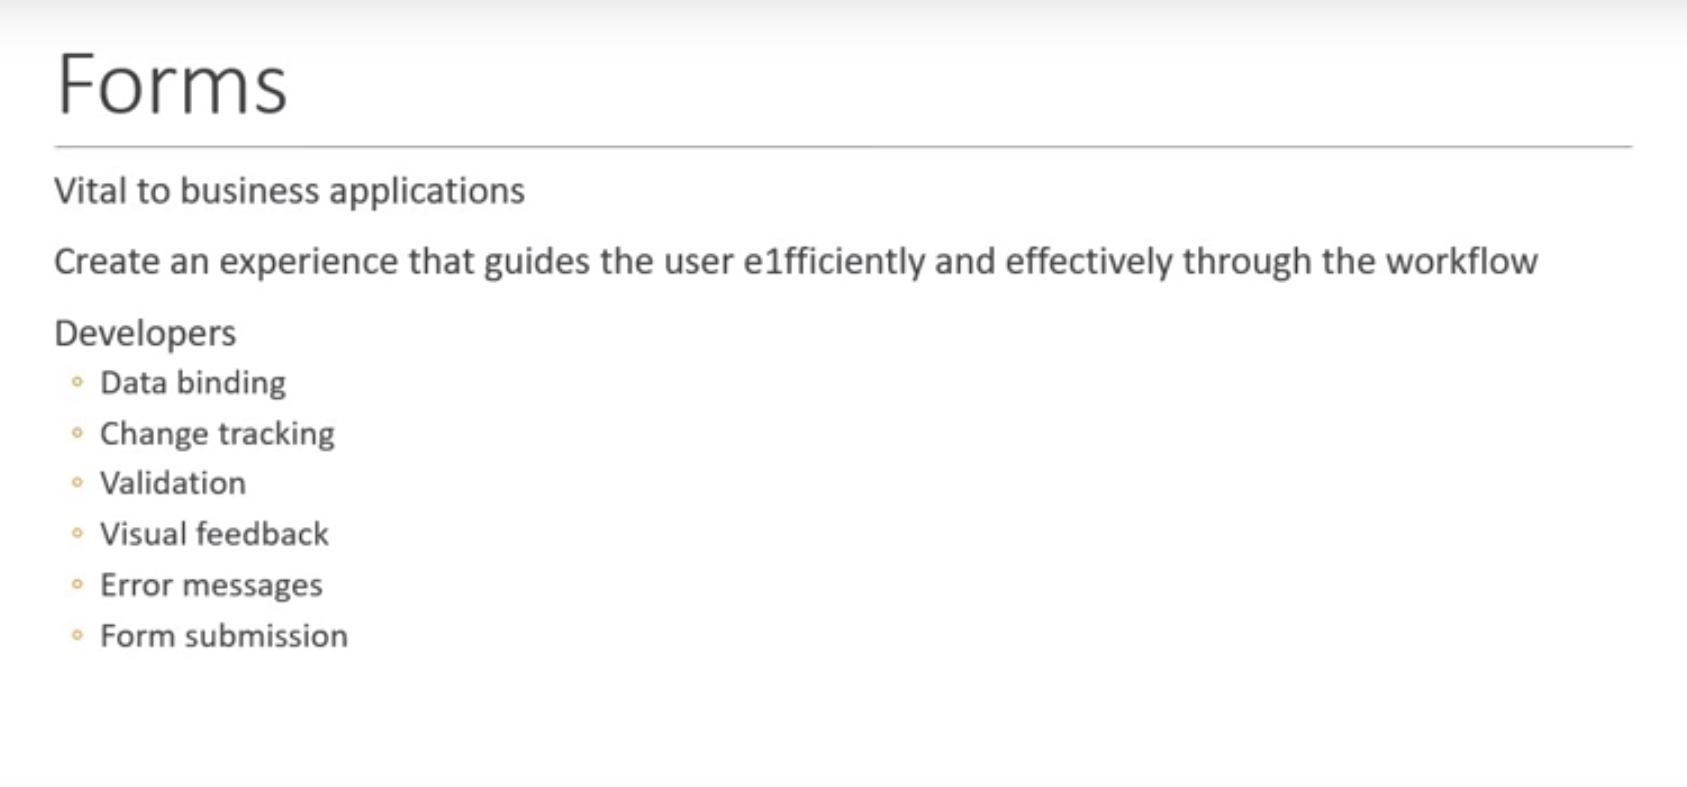 Forms
Vital to business applications
Create an experience that guides the user e1fficiently and effectively through the workflow
Developers
Data binding
Change tracking
Validation
Visual feedback
Error messages
Form submission